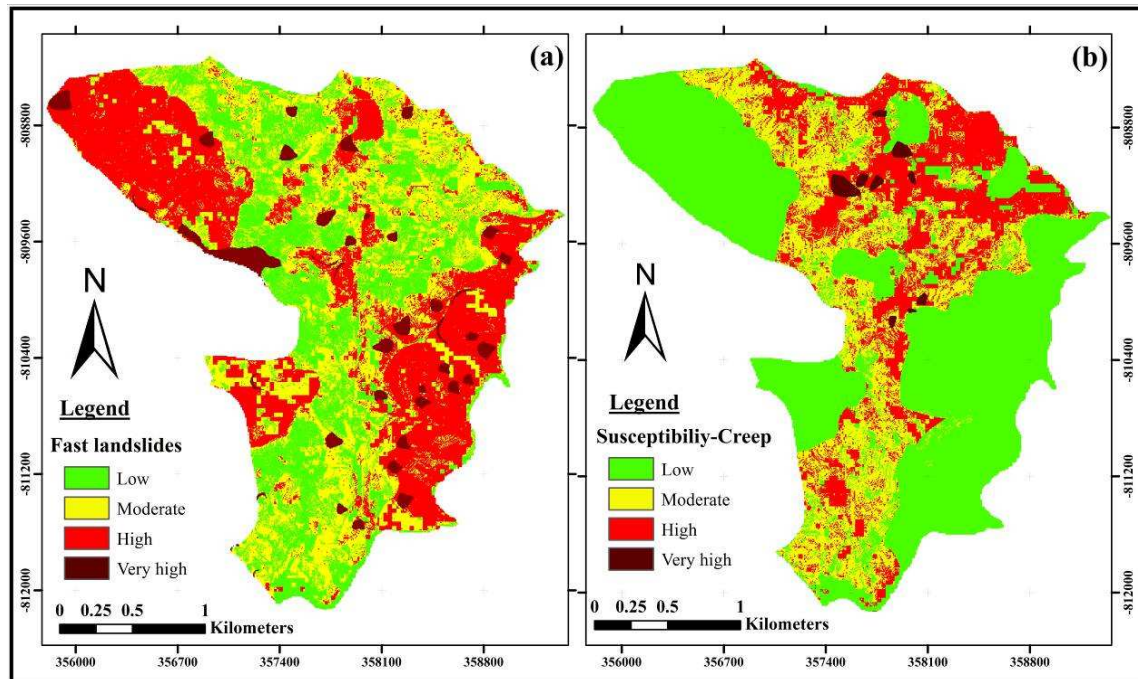 (a)
-808800
-809600
-810400
-811200
-812000
N
Legend
Fast landslides
Low
Moderate
High
Very high
0 0.25 0.5 1
Kilometers
356000 356700 357400 358100 358800
(b)
-808800
-809600
-810400
-811200
-812000
N
Legend
Susceptibiliy-Creep
Low
Moderate
High
Very high
0 0.25 0.5 1
Kilometers
356000 356700 357400 358100 358800